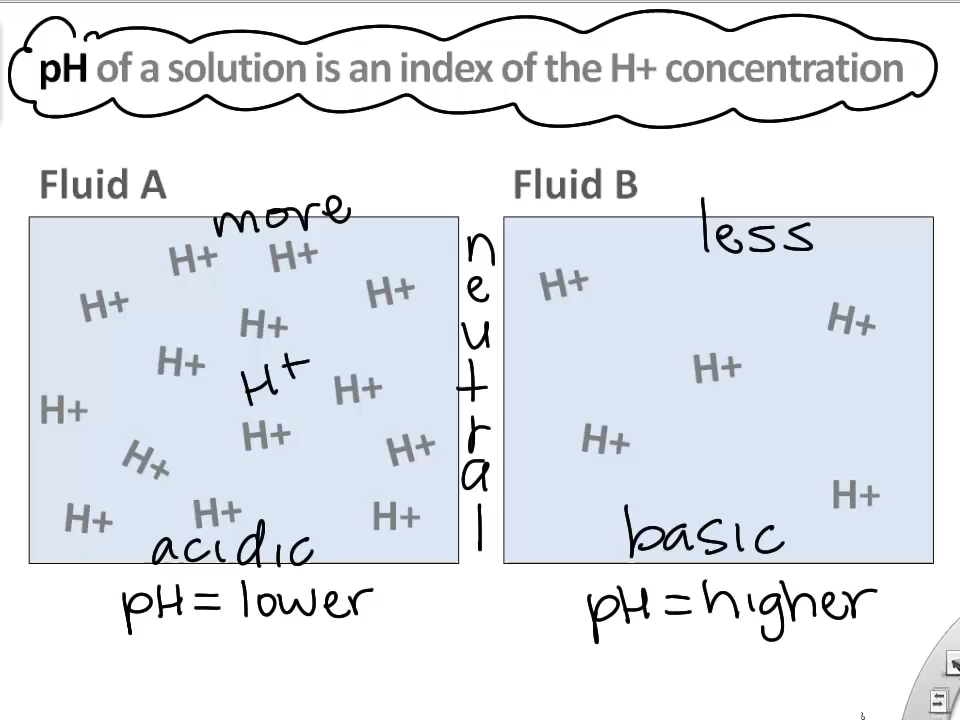 pH of a solution is an index of the H+ concentration
Fluid A
more
H+ H+
H+ H+
H+
H+
H+
H+
H+
H+
H+
H+
H+ H+ H+
acidic
pH = lower
neutral
Fluid B
less
H+
H+
H+
H+
H+
basic
pH = higher